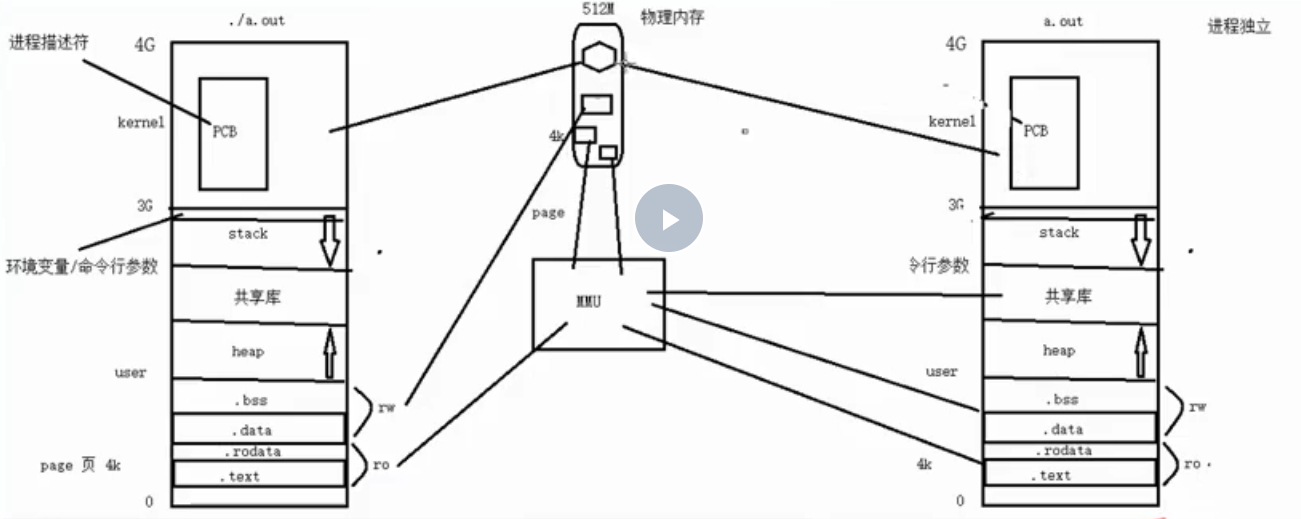 ./a.out
512M
物理内存
a.out
进程独立
进程描述符
4G
4G
kernel
PCB
4k
kernel
PCB
3G
page
3G
stack
stack
环境变量/命令行参数
令行参数
共享库
MMU
共享库
heap
heap
user
user
.bss
rw
.bss
rw
.data
.data
.rodata
.rodata
page 页 4k
.text
ro
4k
.text
ro
0
0